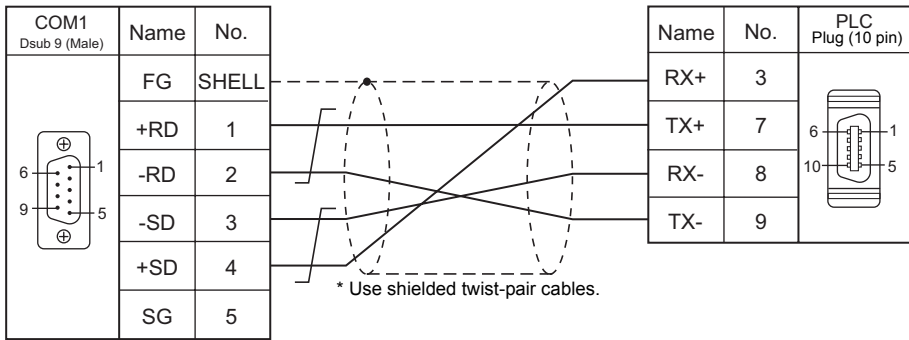 COM1
Dsub 9 (Male)
Name
No.
FG
SHELL
+RD
1
-RD
2
-SD
3
+SD
4
SG
5
6
1
9
5
* Use shielded twist-pair cables.
Name
No.
PLC
Plug (10 pin)
RX+
3
TX+
7
RX-
8
TX-
9
6
1
10
5